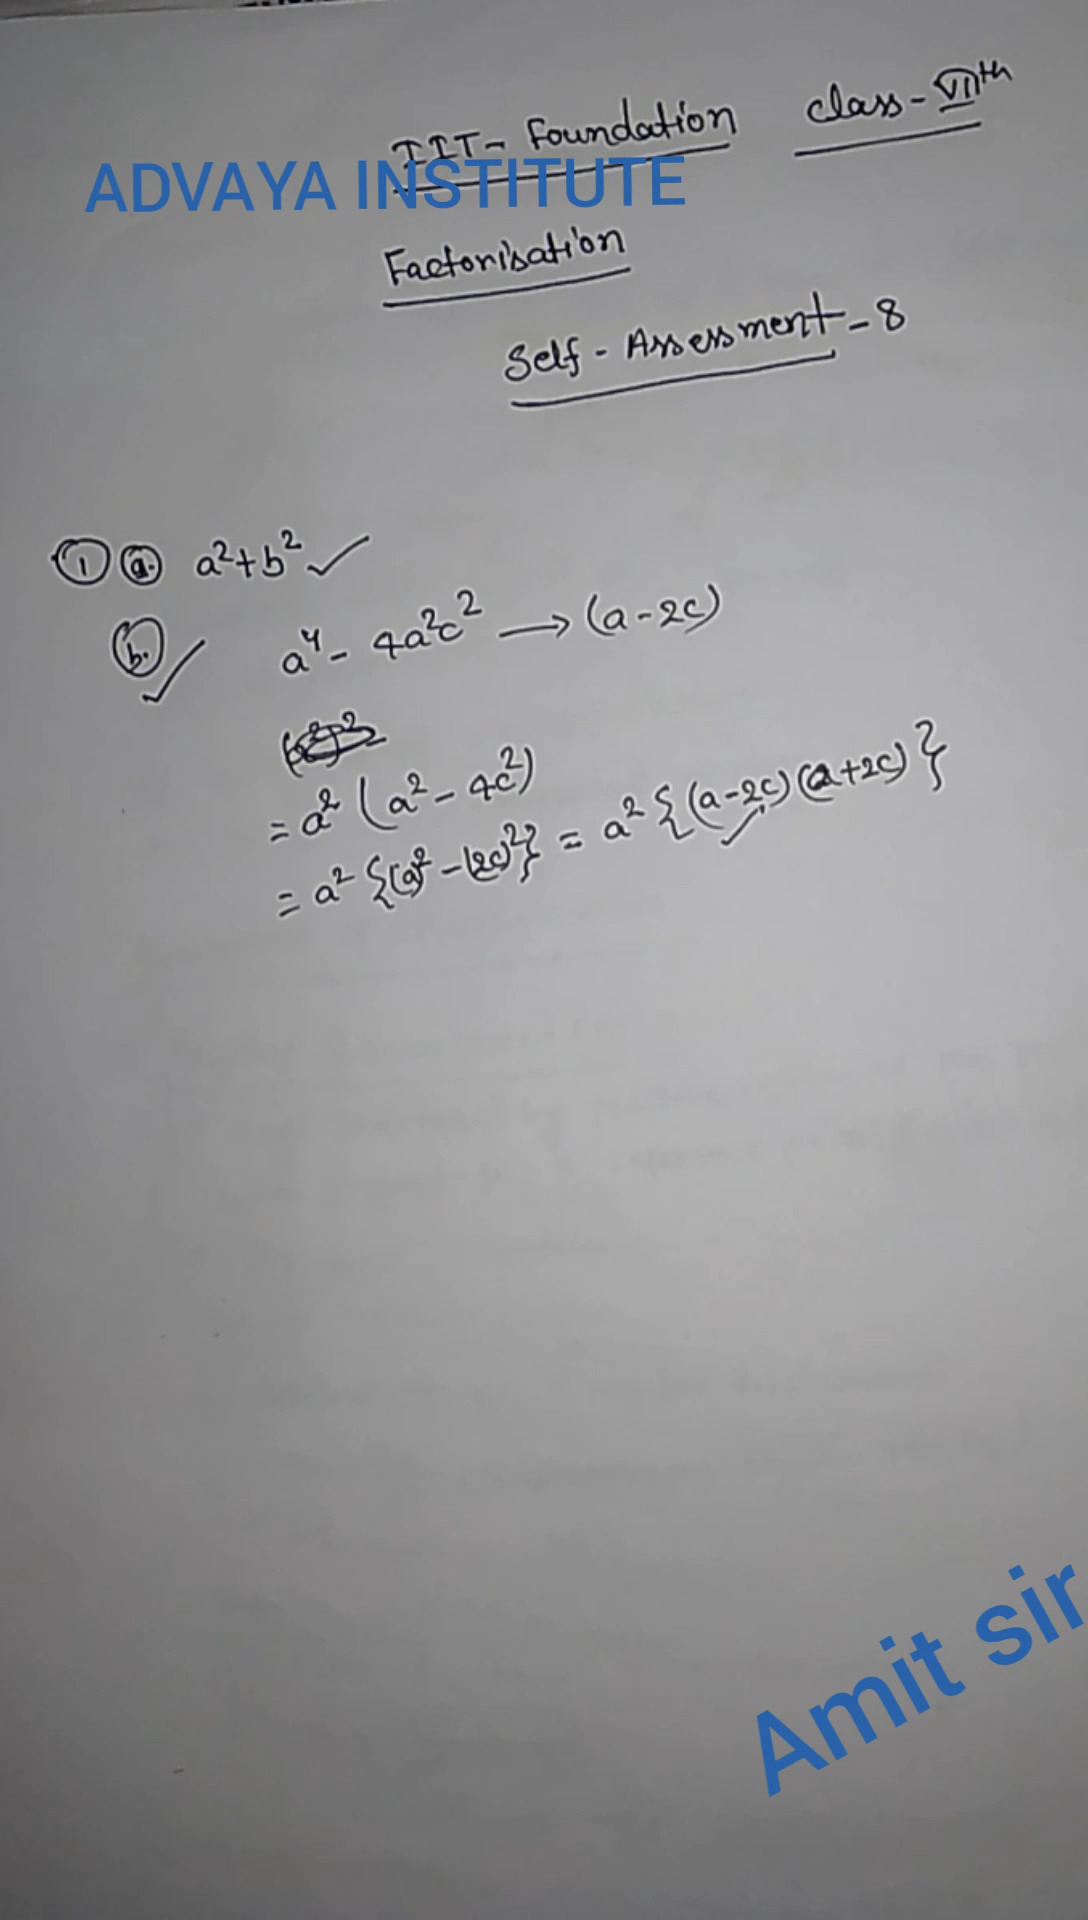 IIT- Foundation class- VIIth
ADVAYA INSTITUTE
Factorisation
Self - Assessment - 8
① ⓐ. a²+b² ✓
ⓑ. ✓ a⁴ - 4a²c² → (a-2c)
= a² (a² - 4c²)
= a² {(a)² - (2c)²} = a² {(a-2c)(a+2c)}
Amit sir